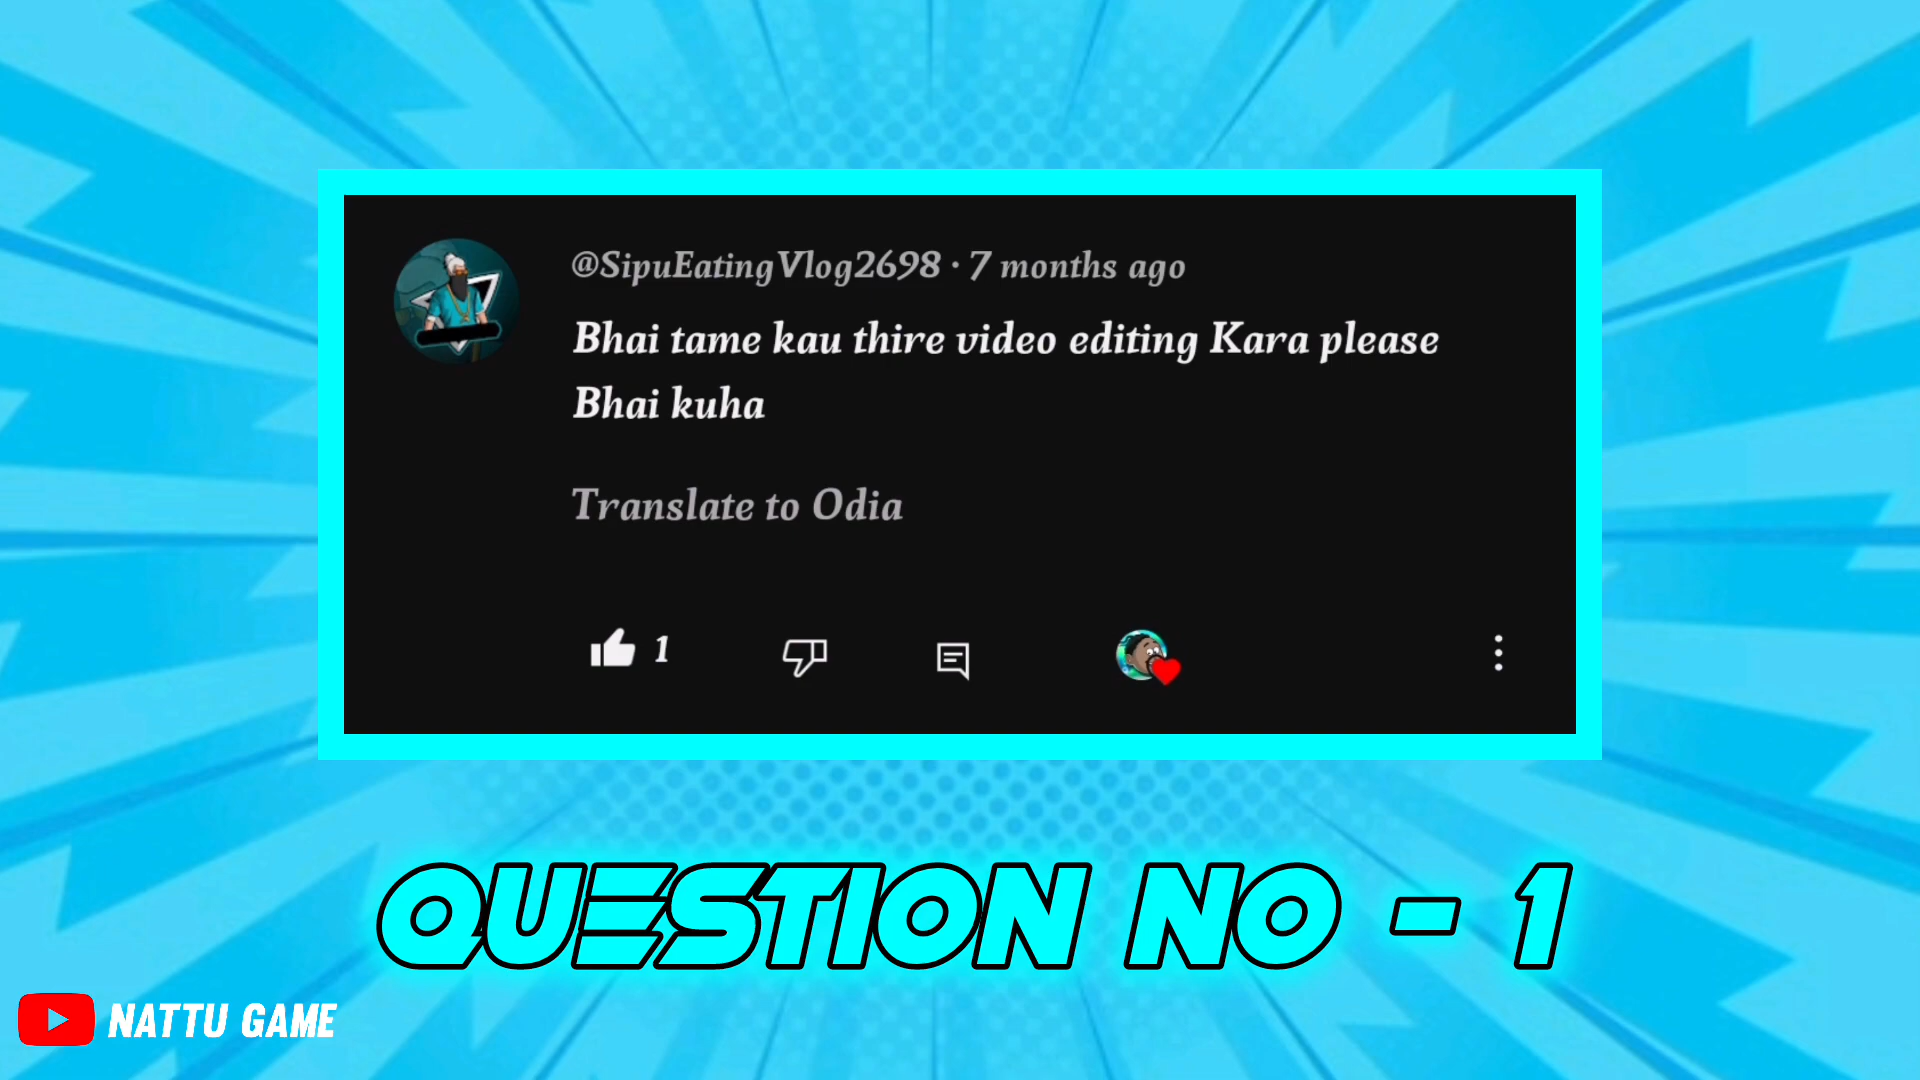 @SipuEatingVlog2698 · 7 months ago
Bhai tame kau thire video editing Kara please
Bhai kuha
Translate to Odia
1
QUESTION NO - 1
NATTU GAME